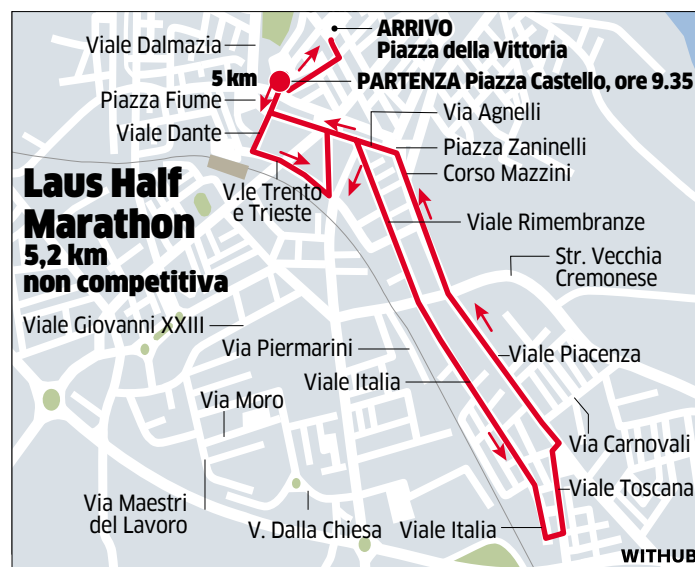 ARRIVO
Piazza della Vittoria
Viale Dalmazia
5 km
PARTENZA Piazza Castello, ore 9.35
Piazza Fiume
Via Agnelli
Viale Dante
Piazza Zaninelli
Corso Mazzini
Laus Half
Marathon
5,2 km
non competitiva
V.le Trento
e Trieste
Viale Rimembranze
Str. Vecchia
Cremonese
Viale Giovanni XXIII
Via Piermarini
Viale Piacenza
Viale Italia
Via Moro
Via Carnovali
Via Maestri
del Lavoro
V. Dalla Chiesa
Viale Italia
Viale Toscana
WITHUB